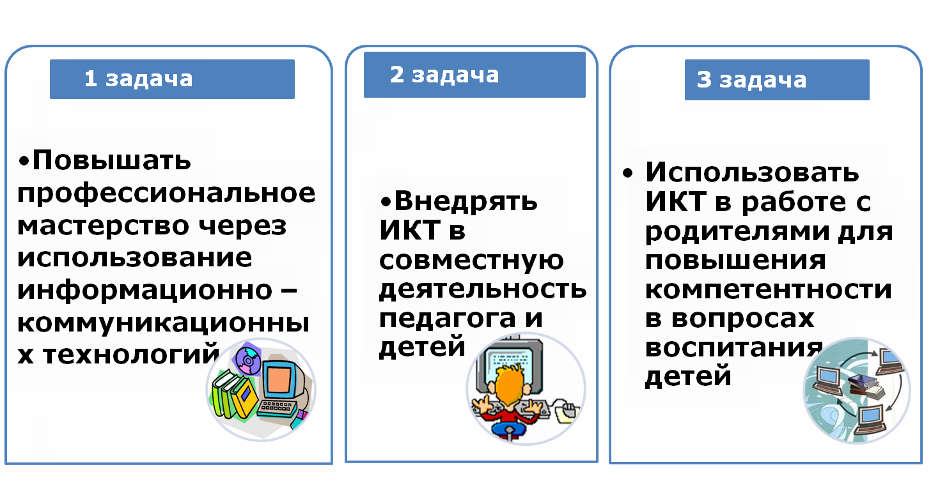 1 задача
•Повышать
профессиональное
мастерство через
использование
информационно –
коммуникационны
х технологий
2 задача
•Внедрять
ИКТ в
совместную
деятельность
педагога и
детей
3 задача
• Использовать
ИКТ в работе с
родителями для
повышения
компетентности
в вопросах
воспитания
детей